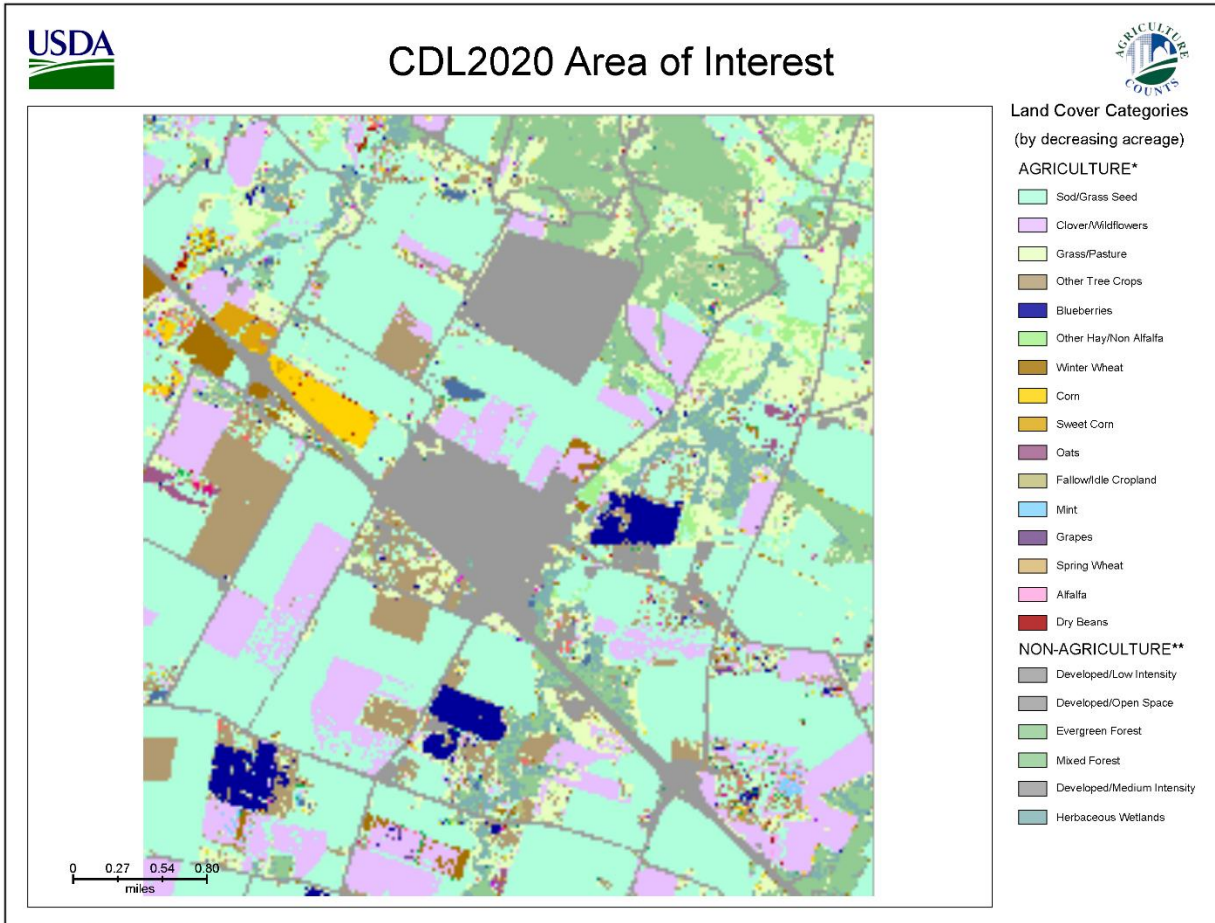 USDA
CDL2020 Area of Interest
AGRICULTURE
COUNTS
Land Cover Categories
(by decreasing acreage)
AGRICULTURE*
Sod/Grass Seed
Clover/Wildflowers
Grass/Pasture
Other Tree Crops
Blueberries
Other Hay/Non Alfalfa
Winter Wheat
Corn
Sweet Corn
Oats
Fallow/Idle Cropland
Mint
Grapes
Spring Wheat
Alfalfa
Dry Beans
NON-AGRICULTURE**
Developed/Low Intensity
Developed/Open Space
Evergreen Forest
Mixed Forest
Developed/Medium Intensity
Herbaceous Wetlands
0 0.27 0.54 0.80
miles